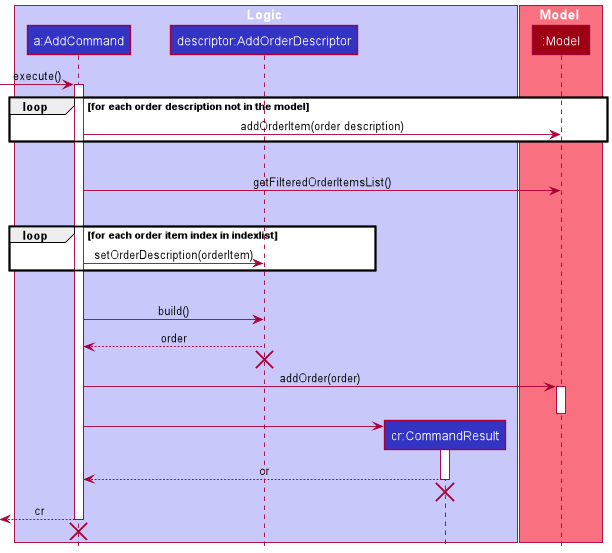 Logic
Model
a:AddCommand
descriptor:AddOrderDescriptor
:Model
execute()
loop [for each order description not in the model]
addOrderItem(order description)
getFilteredOrderItemsList()
loop [for each order item index in indexlist]
setOrderDescription(orderItem)
build()
order
addOrder(order)
cr:CommandResult
or
cr